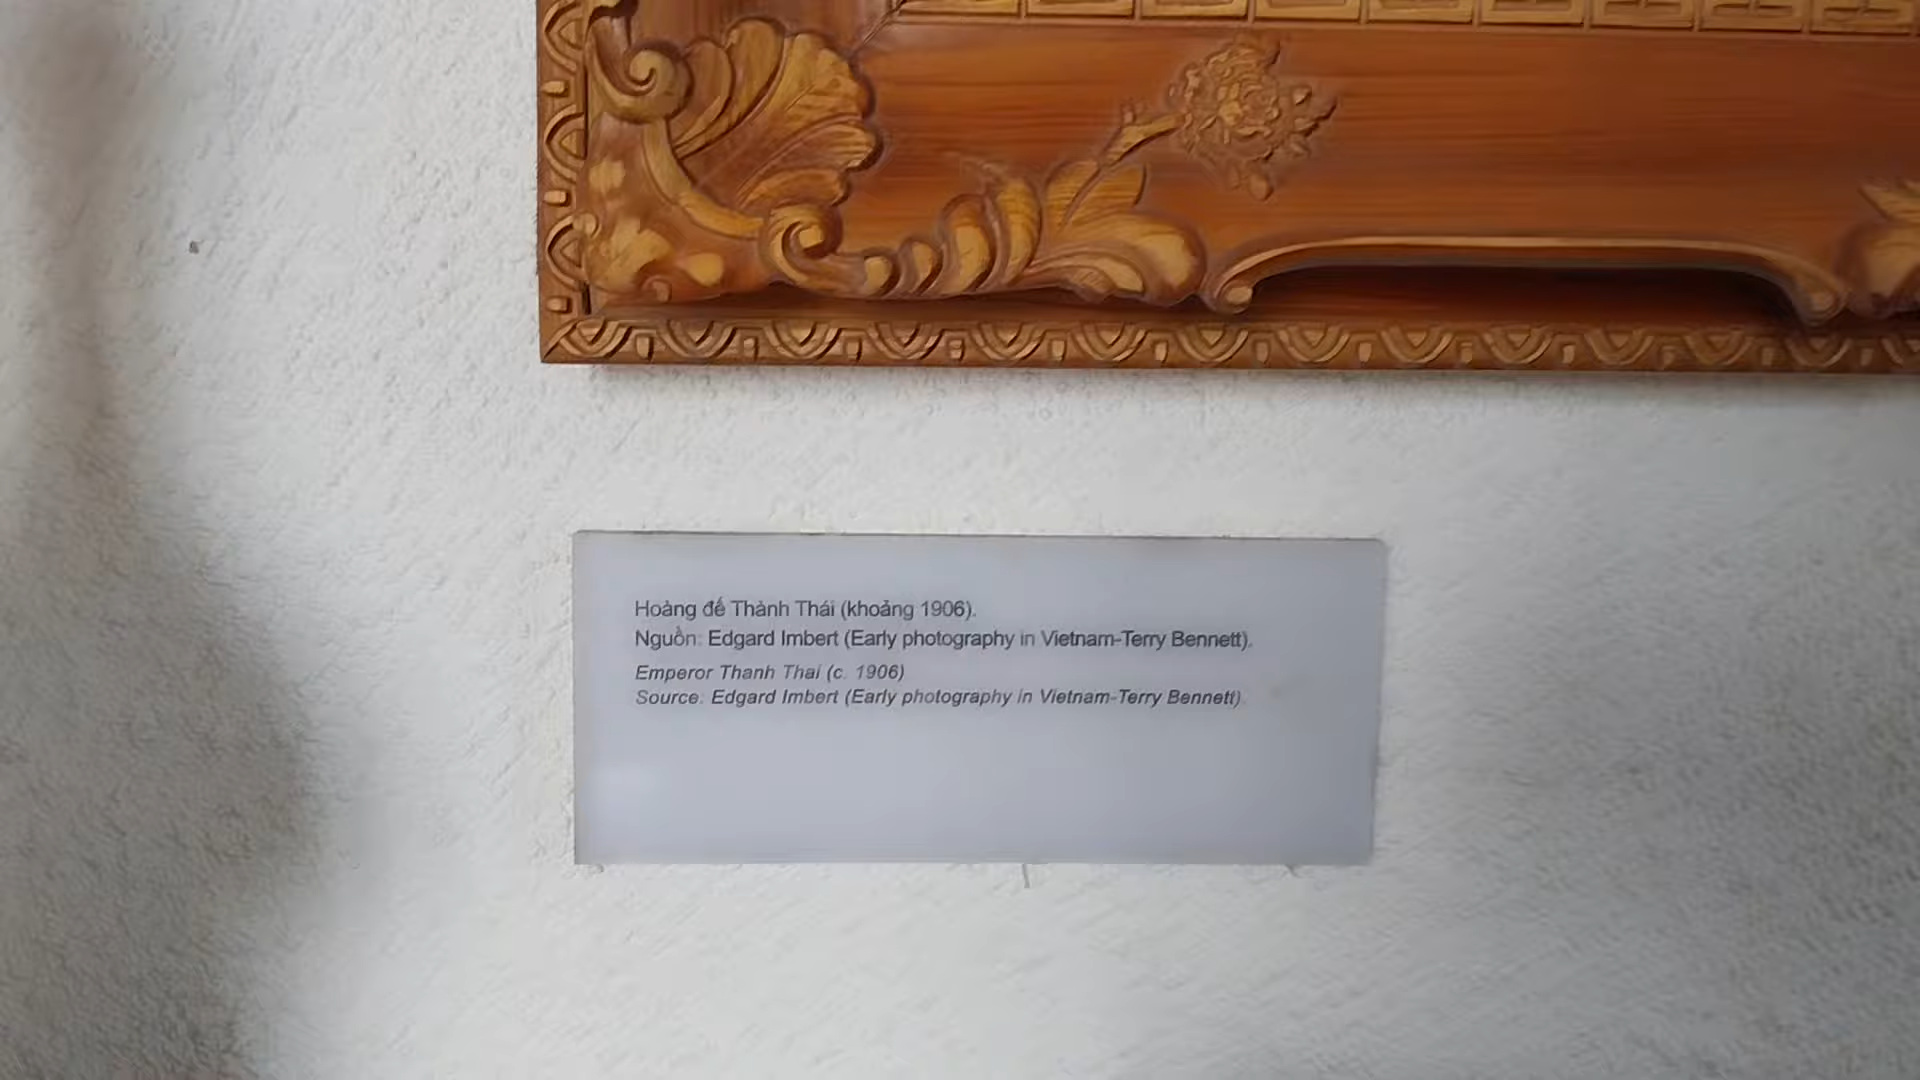 Hoàng đế Thành Thái (khoảng 1906).
Nguồn: Edgard Imbert (Early photography in Vietnam-Terry Bennett).
Emperor Thanh Thai (c. 1906)
Source: Edgard Imbert (Early photography in Vietnam-Terry Bennett).